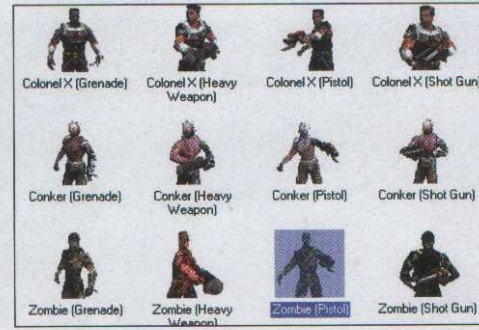 Colonel X (Grenade)
Colonel X (Heavy
Weapon)
Colonel X (Pistol)
Colonel X (Shot Gun)
Conker (Grenade)
Conker (Heavy
Weapon)
Conker (Pistol)
Conker (Shot Gun)
Zombie (Grenade)
Zombie (Heavy
Weapon)
Zombie (Pistol)
Zombie (Shot Gun)